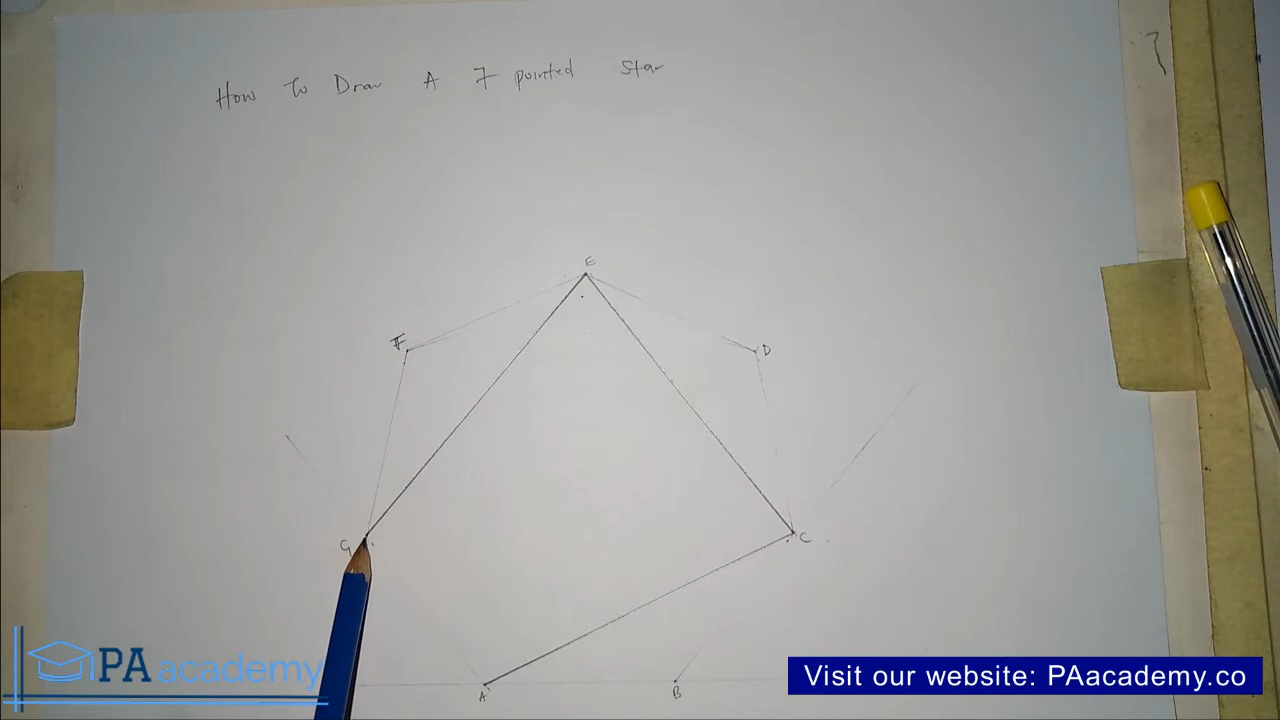 How To Draw A 7 pointed Star
E
F
D
G
C
A
B
PA academy
Visit our website: PAacademy.co